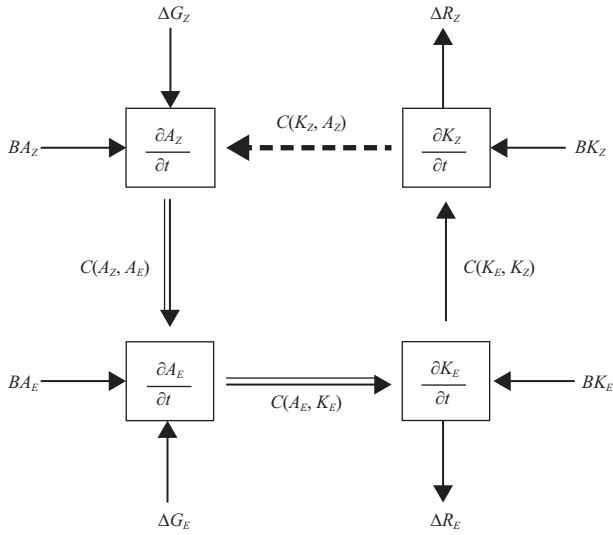 ΔG_Z ΔR_Z
C(K_Z, A_Z)
BA_Z ∂A_Z/∂t ∂K_Z/∂t BK_Z
C(A_Z, A_E) C(K_E, K_Z)
BA_E ∂A_E/∂t ∂K_E/∂t BK_E
C(A_E, K_E)
ΔG_E ΔR_E